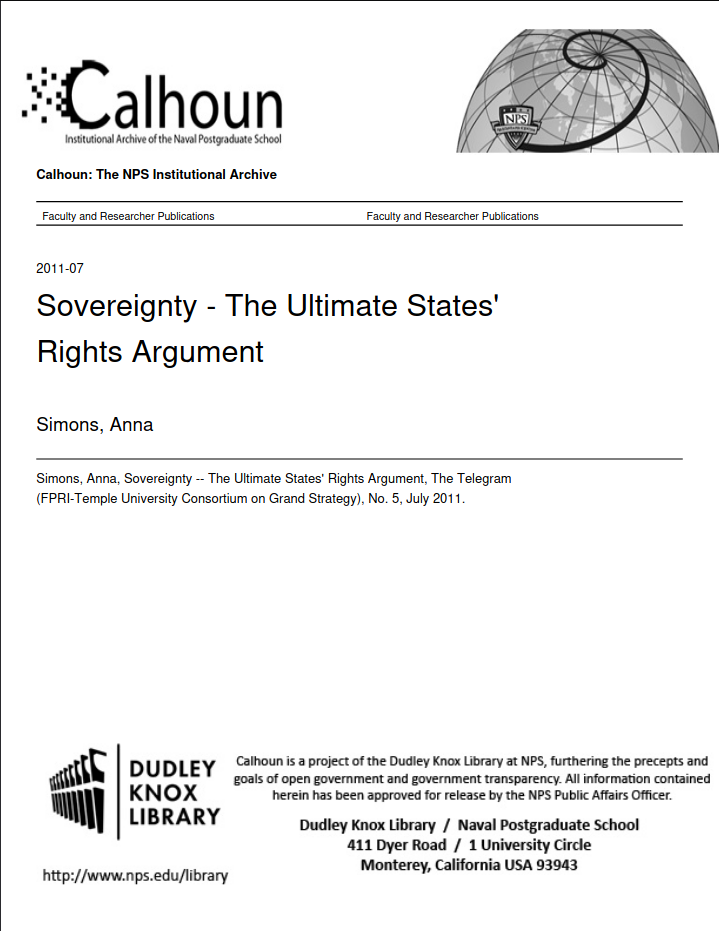 Calhoun
Institutional Archive of the Naval Postgraduate School
NPS
Calhoun: The NPS Institutional Archive
Faculty and Researcher Publications
Faculty and Researcher Publications
2011-07
Sovereignty - The Ultimate States'
Rights Argument
Simons, Anna
Simons, Anna, Sovereignty -- The Ultimate States' Rights Argument, The Telegram
(FPRI-Temple University Consortium on Grand Strategy), No. 5, July 2011.
DUDLEY
KNOX
LIBRARY
http://www.nps.edu/library
Calhoun is a project of the Dudley Knox Library at NPS, furthering the precepts and
goals of open government and government transparency. All information contained
herein has been approved for release by the NPS Public Affairs Officer.
Dudley Knox Library / Naval Postgraduate School
411 Dyer Road / 1 University Circle
Monterey, California USA 93943